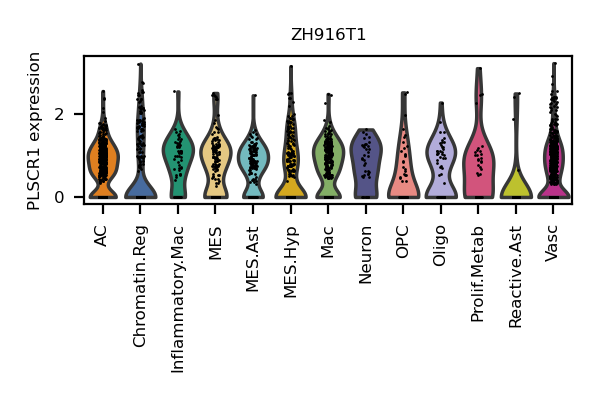 ZH916T1
PLSCR1 expression
2
0
AC
Chromatin.Reg
Inflammatory.Mac
MES
MES.Ast
MES.Hyp
Mac
Neuron
OPC
Oligo
Prolif.Metab
Reactive.Ast
Vasc